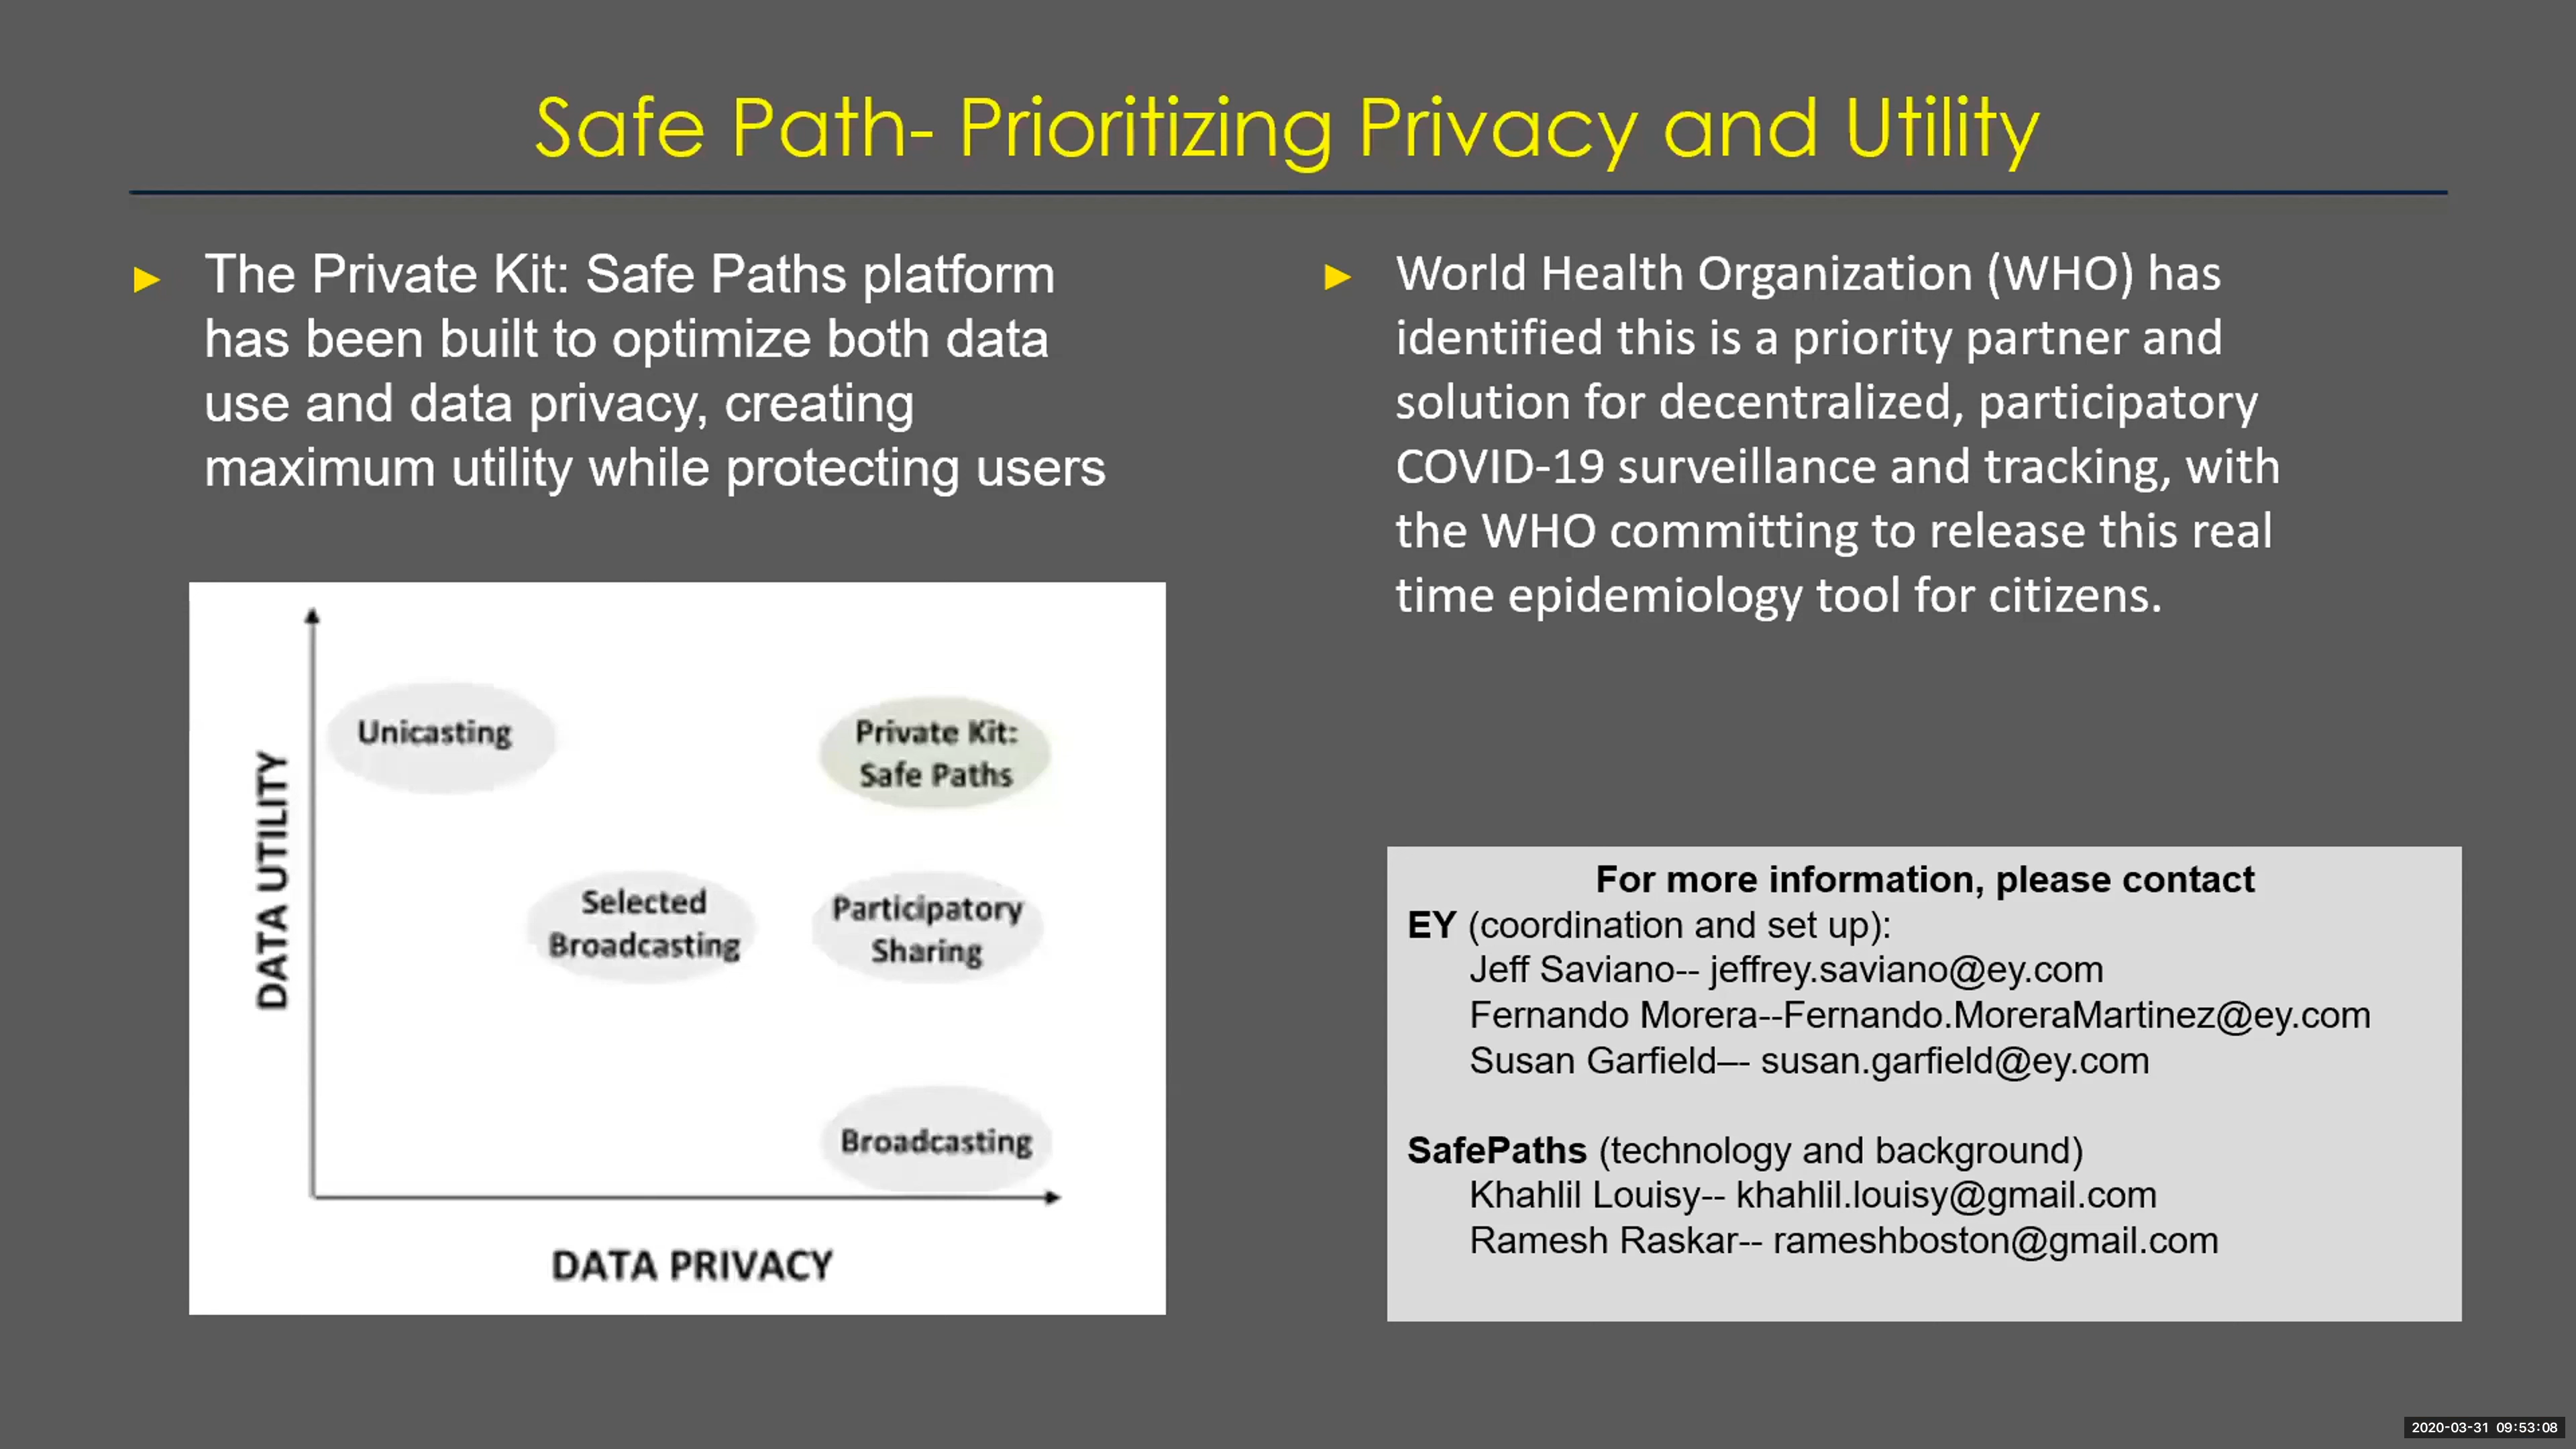 Safe Path- Prioritizing Privacy and Utility
► The Private Kit: Safe Paths platform
has been built to optimize both data
use and data privacy, creating
maximum utility while protecting users
DATA UTILITY
Unicasting
Private Kit:
Safe Paths
Selected
Broadcasting
Participatory
Sharing
Broadcasting
DATA PRIVACY
► World Health Organization (WHO) has
identified this is a priority partner and
solution for decentralized, participatory
COVID-19 surveillance and tracking, with
the WHO committing to release this real
time epidemiology tool for citizens.
For more information, please contact
EY (coordination and set up):
Jeff Saviano-- jeffrey.saviano@ey.com
Fernando Morera--Fernando.MoreraMartinez@ey.com
Susan Garfield–- susan.garfield@ey.com
SafePaths (technology and background)
Khahlil Louisy-- khahlil.louisy@gmail.com
Ramesh Raskar-- rameshboston@gmail.com
2020-03-31 09:53:08